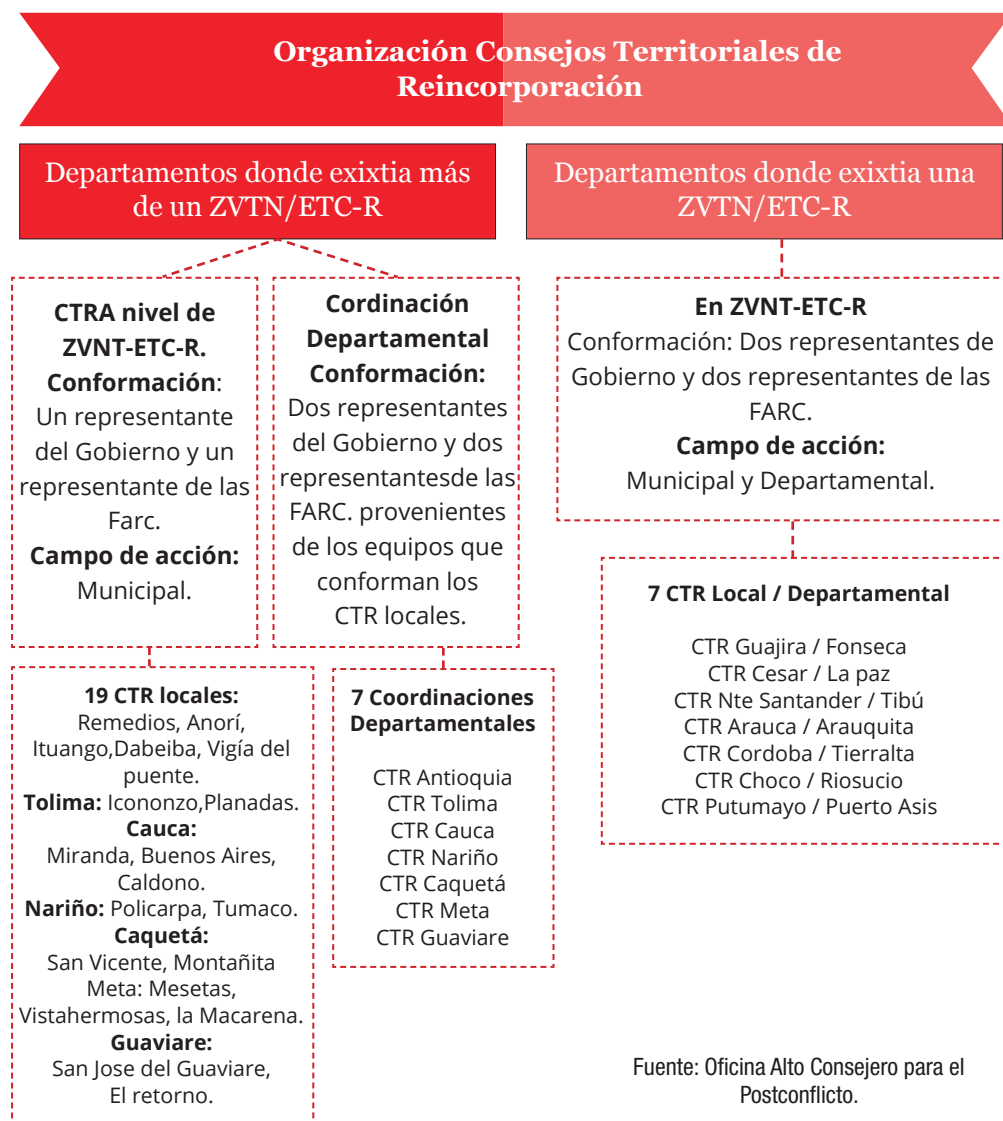 Organización Consejos Territoriales de
Reincorporación
Departamentos donde exixtia más
de un ZVTN/ETC-R
Departamentos donde exixtia una
ZVTN/ETC-R
CTRA nivel de
ZVNT-ETC-R.
Conformación:
Un representante
del Gobierno y un
representante de las
Farc.
Campo de acción:
Municipal.
Cordinación
Departamental
Conformación:
Dos representantes
del Gobierno y dos
representantesde las
FARC. provenientes
de los equipos que
conforman los
CTR locales.
En ZVNT-ETC-R
Conformación: Dos representantes de
Gobierno y dos representantes de las
FARC.
Campo de acción:
Municipal y Departamental.
19 CTR locales:
Remedios, Anorí,
Ituango,Dabeiba, Vigía del
puente.
Tolima: Icononzo,Planadas.
Cauca:
Miranda, Buenos Aires,
Caldono.
Nariño: Policarpa, Tumaco.
Caquetá:
San Vicente, Montañita
Meta: Mesetas,
Vistahermosas, la Macarena.
Guaviare:
San Jose del Guaviare,
El retorno.
7 Coordinaciones
Departamentales
CTR Antioquia
CTR Tolima
CTR Cauca
CTR Nariño
CTR Caquetá
CTR Meta
CTR Guaviare
7 CTR Local / Departamental
CTR Guajira / Fonseca
CTR Cesar / La paz
CTR Nte Santander / Tibú
CTR Arauca / Arauquita
CTR Cordoba / Tierralta
CTR Choco / Riosucio
CTR Putumayo / Puerto Asis
Fuente: Oficina Alto Consejero para el
Postconflicto.